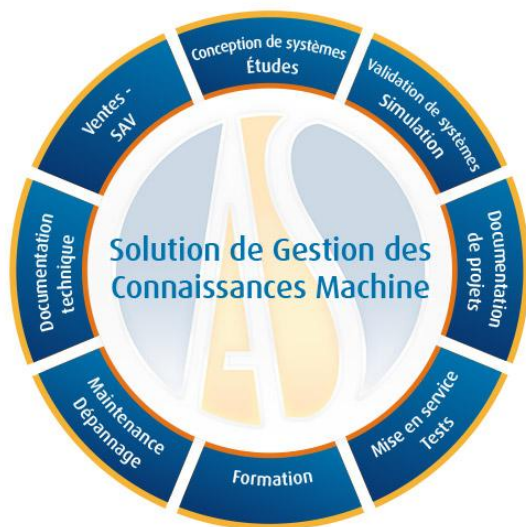 Conception de systèmes
Études
Validation de systèmes
Simulation
Documentation
de projets
Mise en service
Tests
Formation
Maintenance
Dépannage
Documentation
technique
Ventes -
SAV
Solution de Gestion des
Connaissances Machine
AS